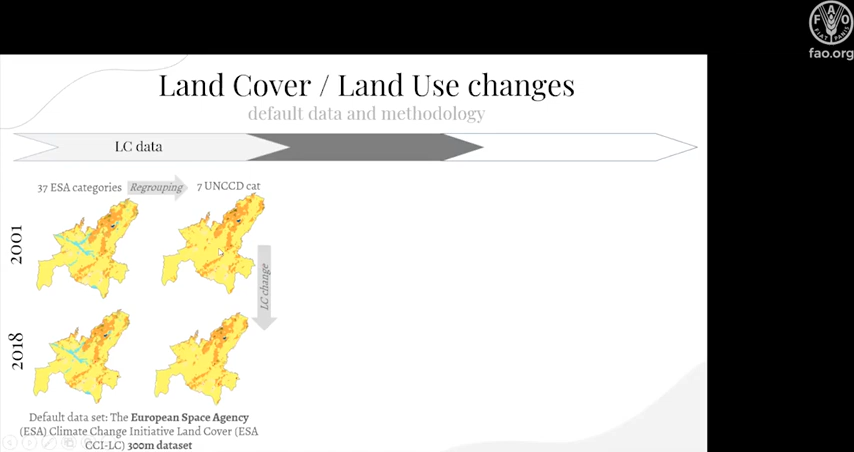 F A O
FIAT PANIS
fao.org
Land Cover / Land Use changes
default data and methodology
LC data
37 ESA categories Regrouping 7 UNCCD cat
2001
LC change
2018
Default data set: The European Space Agency
(ESA) Climate Change Initiative Land Cover (ESA
CCI-LC) 300m dataset